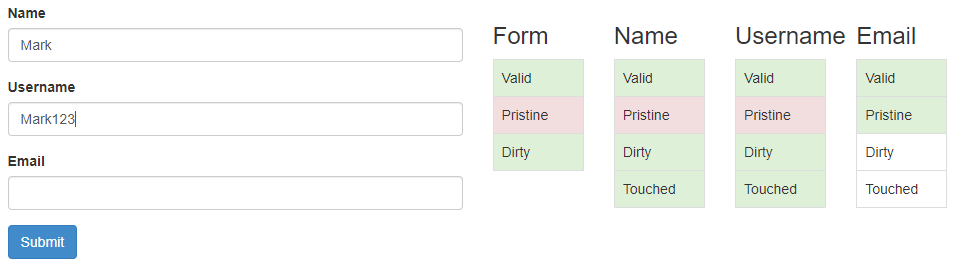 Name
Mark
Username
Mark123
Email
Submit
Form Name Username Email
Valid Valid Valid Valid
Pristine Pristine Pristine Pristine
Dirty Dirty Dirty Dirty
Touched Touched Touched